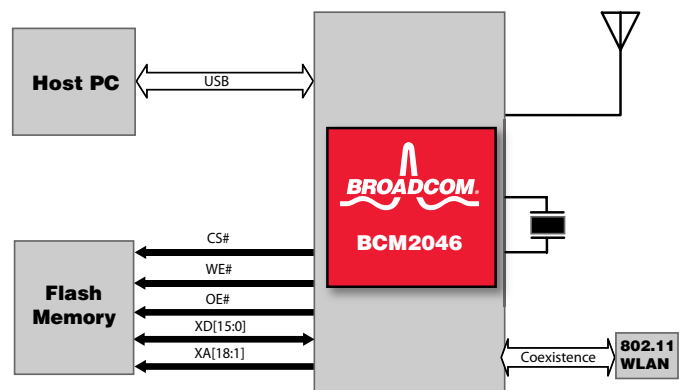 Host PC
USB
BROADCOM.
BCM2046
CS#
WE#
OE#
XD[15:0]
XA[18:1]
Flash
Memory
Coexistence
802.11
WLAN